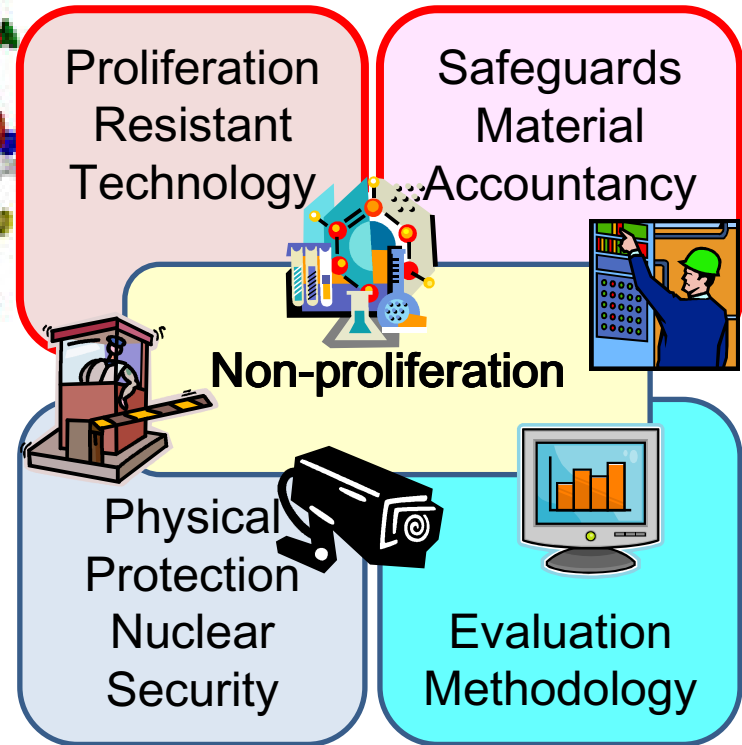 Proliferation
Resistant
Technology
Safeguards
Material
Accountancy
Non-proliferation
Physical
Protection
Nuclear
Security
Evaluation
Methodology